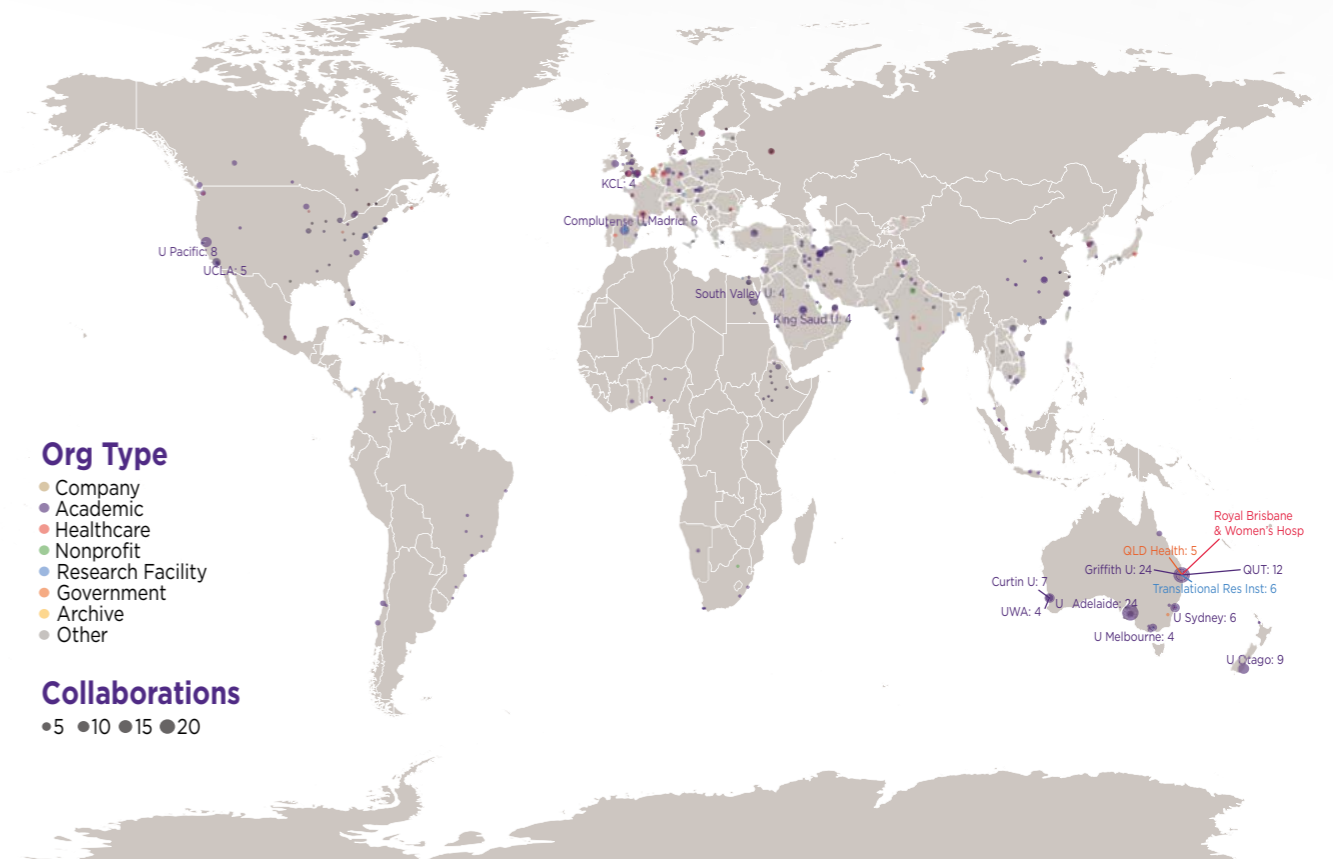 KCL: 4
Complutense U Madrid: 6
U Pacific: 8
UCLA: 5
South Valley U: 4
King Saud U: 4
Org Type
Company
Academic
Healthcare
Nonprofit
Research Facility
Government
Archive
Other
Collaborations
5 10 15 20
Royal Brisbane
& Women's Hosp
QLD Health: 5
Griffith U: 24
QUT: 12
Translational Res Inst: 6
Curtin U: 7
UWA: 4
U Adelaide: 24
U Sydney: 6
U Melbourne: 4
U Otago: 9